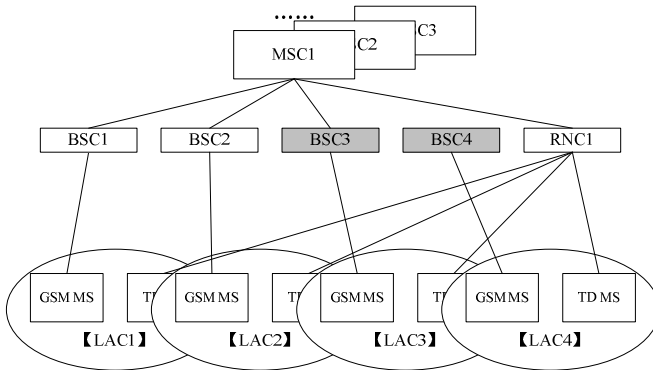 ……
C3
C2
MSC1
BSC1 BSC2 BSC3 BSC4 RNC1
GSM MS T GSM MS T GSM MS T GSM MS TD MS
【LAC1】 【LAC2】 【LAC3】 【LAC4】